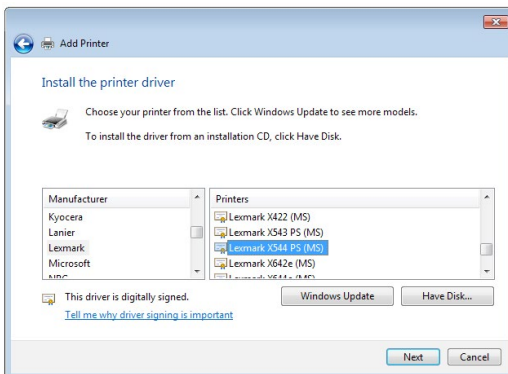 Add Printer
Install the printer driver
Choose your printer from the list. Click Windows Update to see more models.
To install the driver from an installation CD, click Have Disk.
Manufacturer
Kyocera
Lanier
Lexmark
Microsoft
Printers
Lexmark X422 (MS)
Lexmark X543 PS (MS)
Lexmark X544 PS (MS)
Lexmark X642e (MS)
This driver is digitally signed.
Tell me why driver signing is important
Windows Update
Have Disk...
Next
Cancel